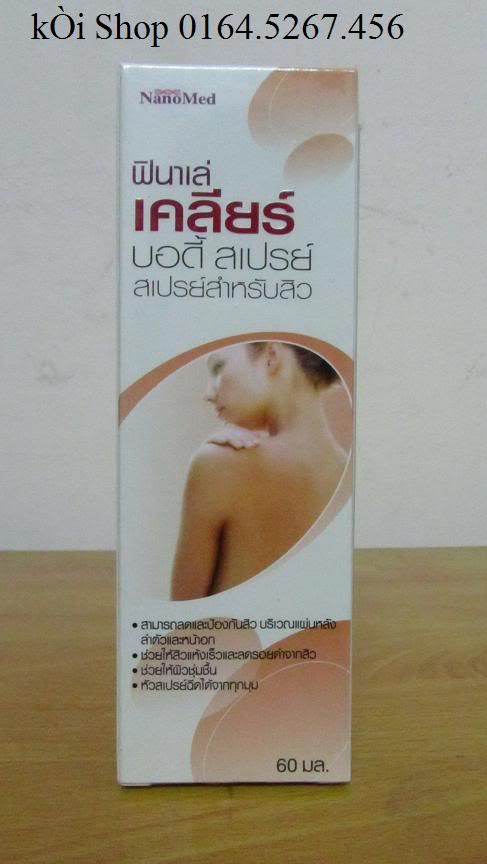 kÒi Shop 0164.5267.456
NanoMed
ฟินาเล่
เคลียร์
บอดี้ สเปรย์
สเปรย์สำหรับสิว
• สามารถลดและป้องกันสิว บริเวณแผ่นหลัง
ลำตัวและหน้าอก
• ช่วยให้สิวแห้งเร็วและลดรอยดำจากสิว
• ช่วยให้ผิวชุ่มชื้น
• หัวสเปรย์ฉีดได้จากทุกมุม
60 มล.